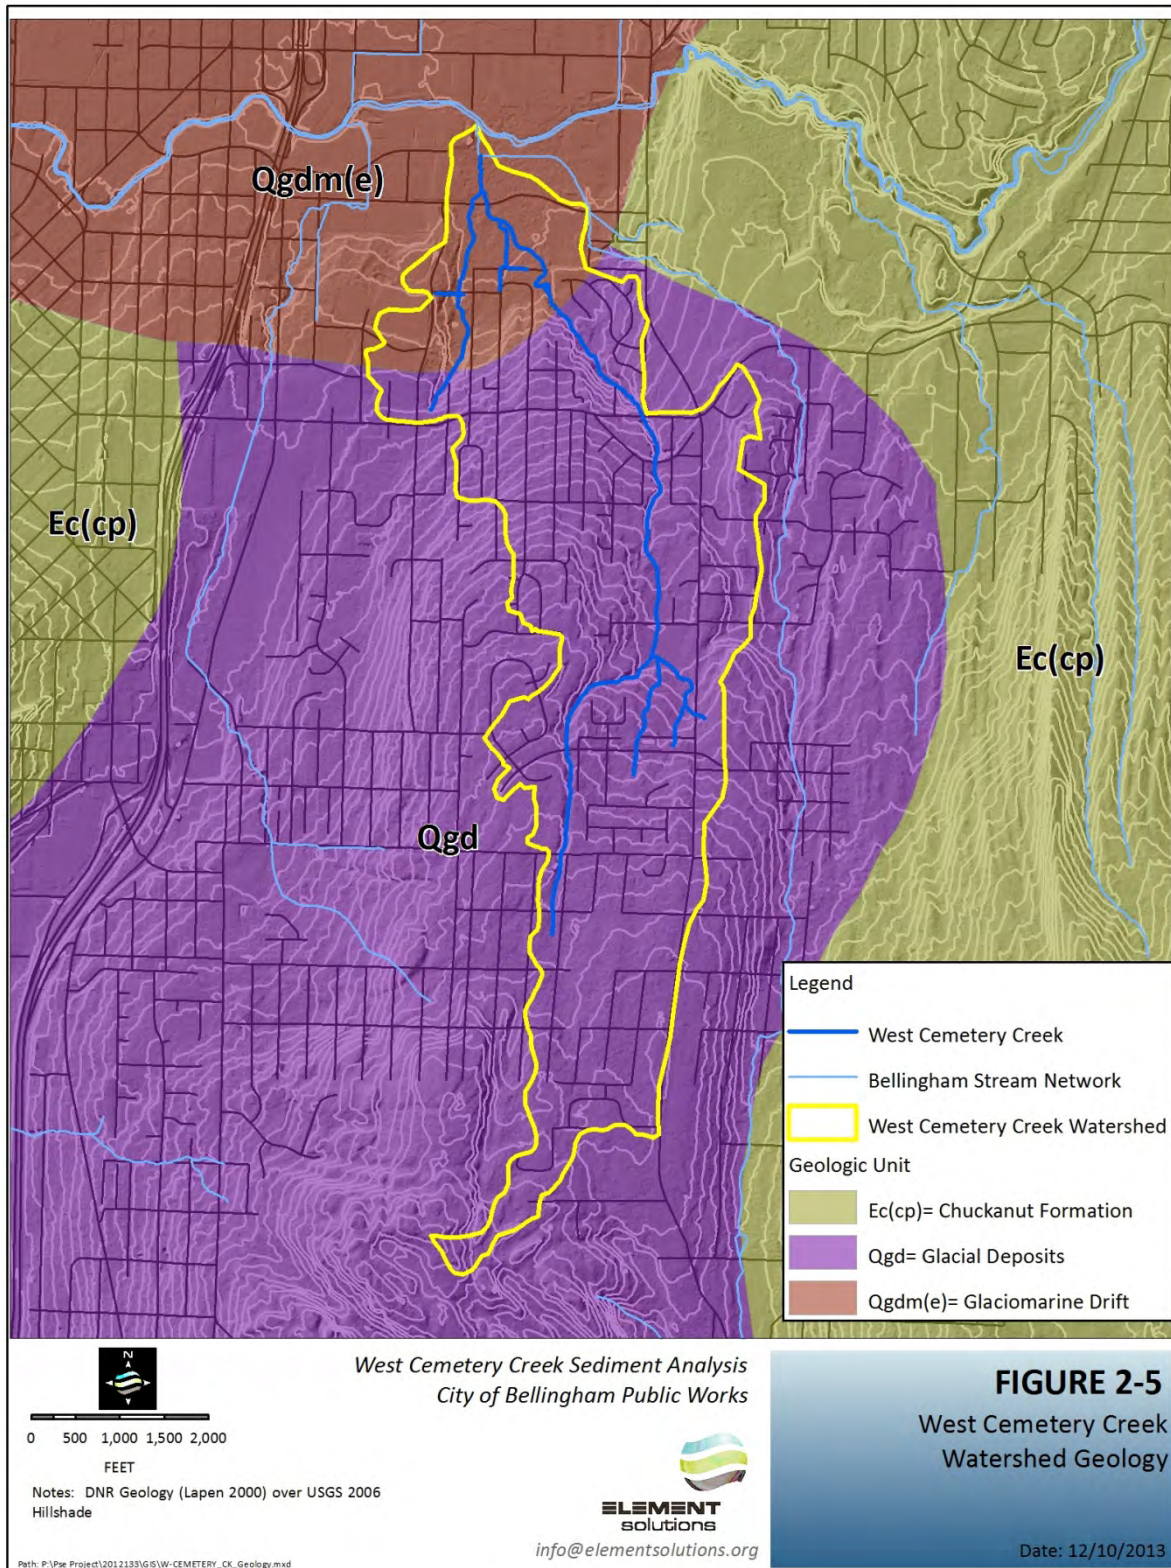 Qgdm(e)
Ec(cp)
Ec(cp)
Qgd
Legend
West Cemetery Creek
Bellingham Stream Network
West Cemetery Creek Watershed
Geologic Unit
Ec(cp)= Chuckanut Formation
Qgd= Glacial Deposits
Qgdm(e)= Glaciomarine Drift
N
0 500 1,000 1,500 2,000
FEET
Notes: DNR Geology (Lapen 2000) over USGS 2006
Hillshade
Path: P:\Pse Project\2012133\GIS\W-CEMETERY_CK_Geology.mxd
West Cemetery Creek Sediment Analysis
City of Bellingham Public Works
ELEMENT
solutions
info@elementsolutions.org
FIGURE 2-5
West Cemetery Creek
Watershed Geology
Date: 12/10/2013